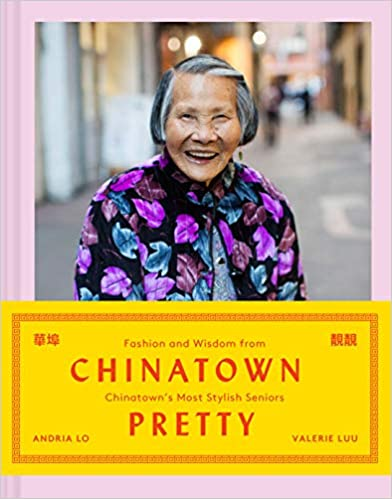 華埠
靚靚
Fashion and Wisdom from
CHINATOWN
Chinatown's Most Stylish Seniors
PRETTY
ANDRIA LO
VALERIE LUU